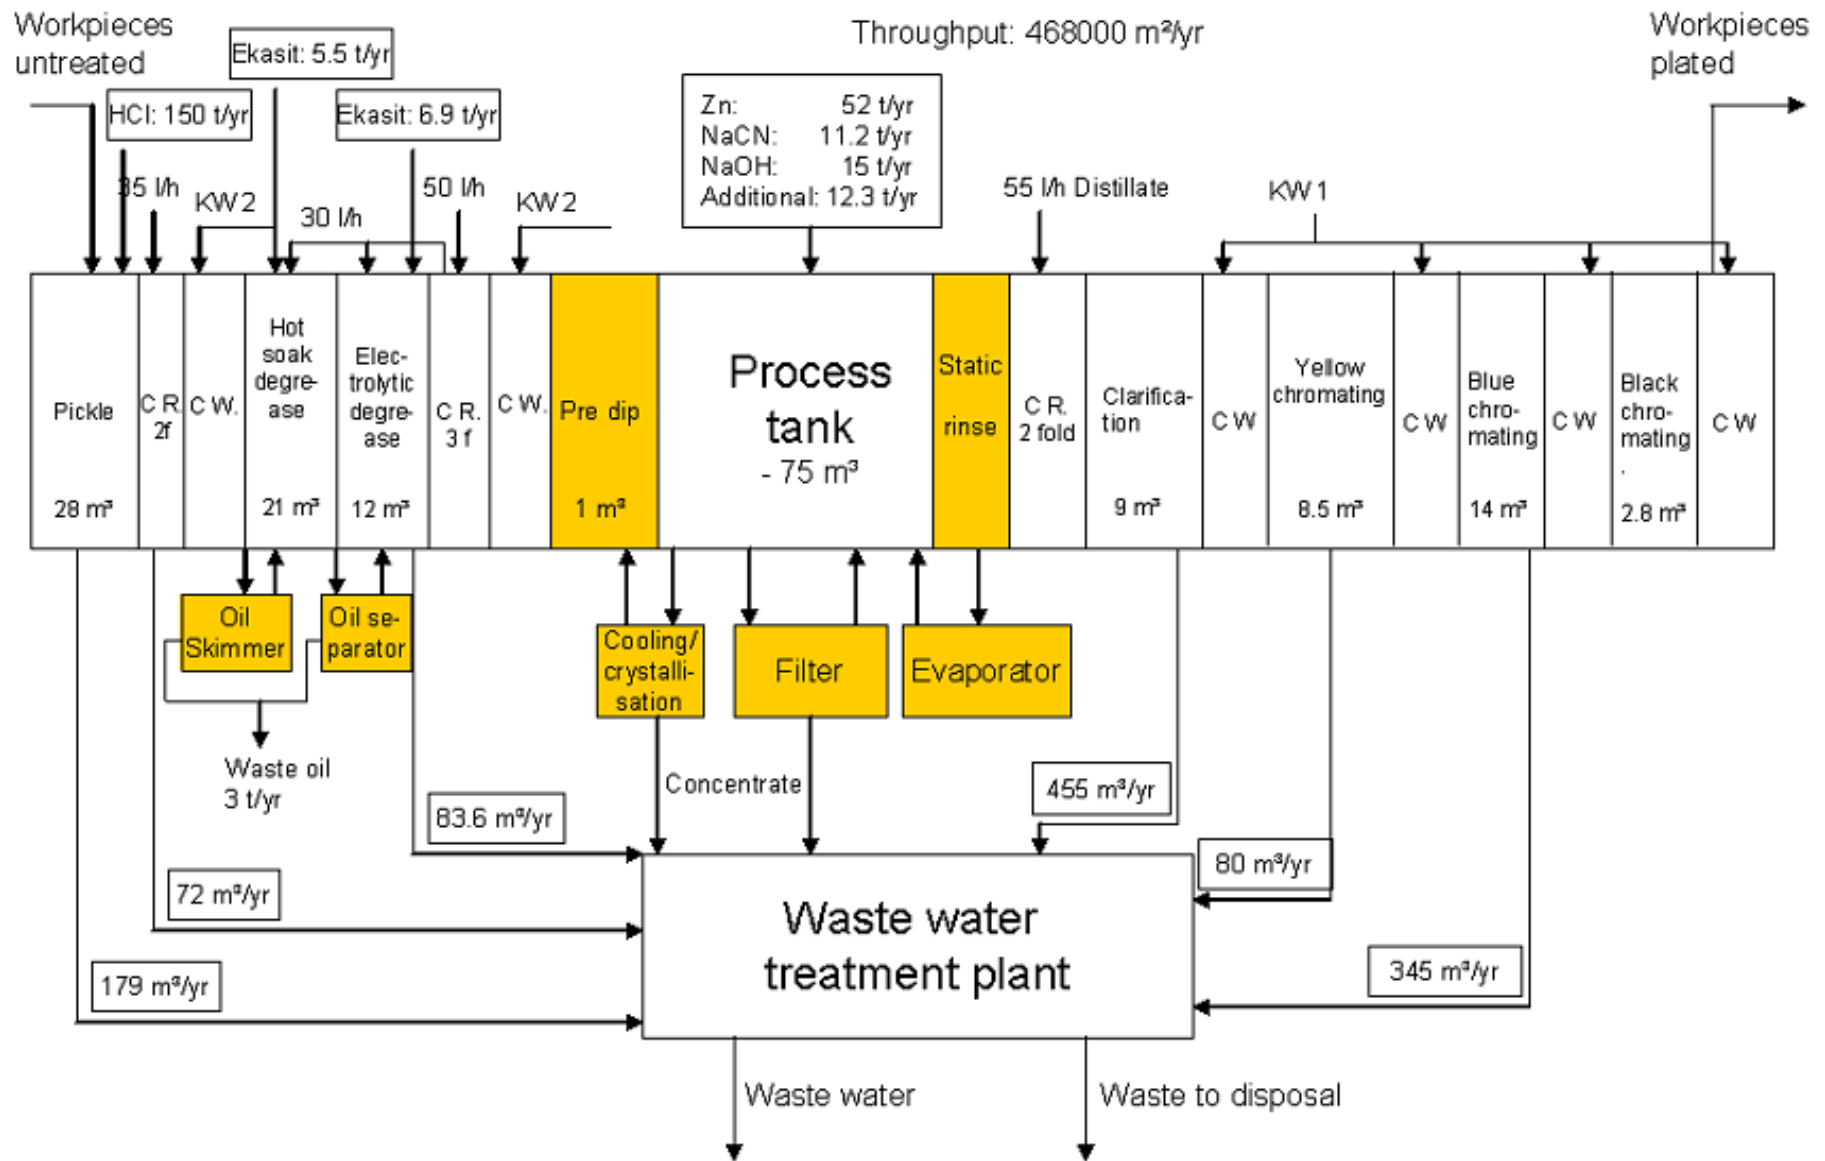 Workpieces
untreated
Ekasit: 5.5 t/yr
Throughput: 468000 m²/yr
Workpieces
plated
HCl: 150 t/yr
Ekasit: 6.9 t/yr
Zn: 52 t/yr
NaCN: 11.2 t/yr
NaOH: 15 t/yr
Additional: 12.3 t/yr
35 l/h
KW2
30 l/h
50 l/h
KW2
55 l/h Distillate
KW1
Pickle
28 m³
C R.
2f
C W.
Hot
soak
degre-
ase
21 m³
Elec-
trolytic
degre-
ase
12 m³
C R.
3 f
C W.
Pre dip
1 m³
Process
tank
- 75 m³
Static
rinse
C R.
2 fold
Clarifica-
tion
9 m³
C W
Yellow
chromating
8.5 m³
C W
Blue
chro-
mating
14 m³
C W
Black
chro-
mating
.
2.8 m³
C W
Oil
Skimmer
Oil se-
parator
Cooling/
crystalli-
sation
Filter
Evaporator
Waste oil
3 t/yr
Concentrate
83.6 m³/yr
455 m³/yr
72 m³/yr
80 m³/yr
179 m³/yr
345 m³/yr
Waste water
treatment plant
Waste water
Waste to disposal